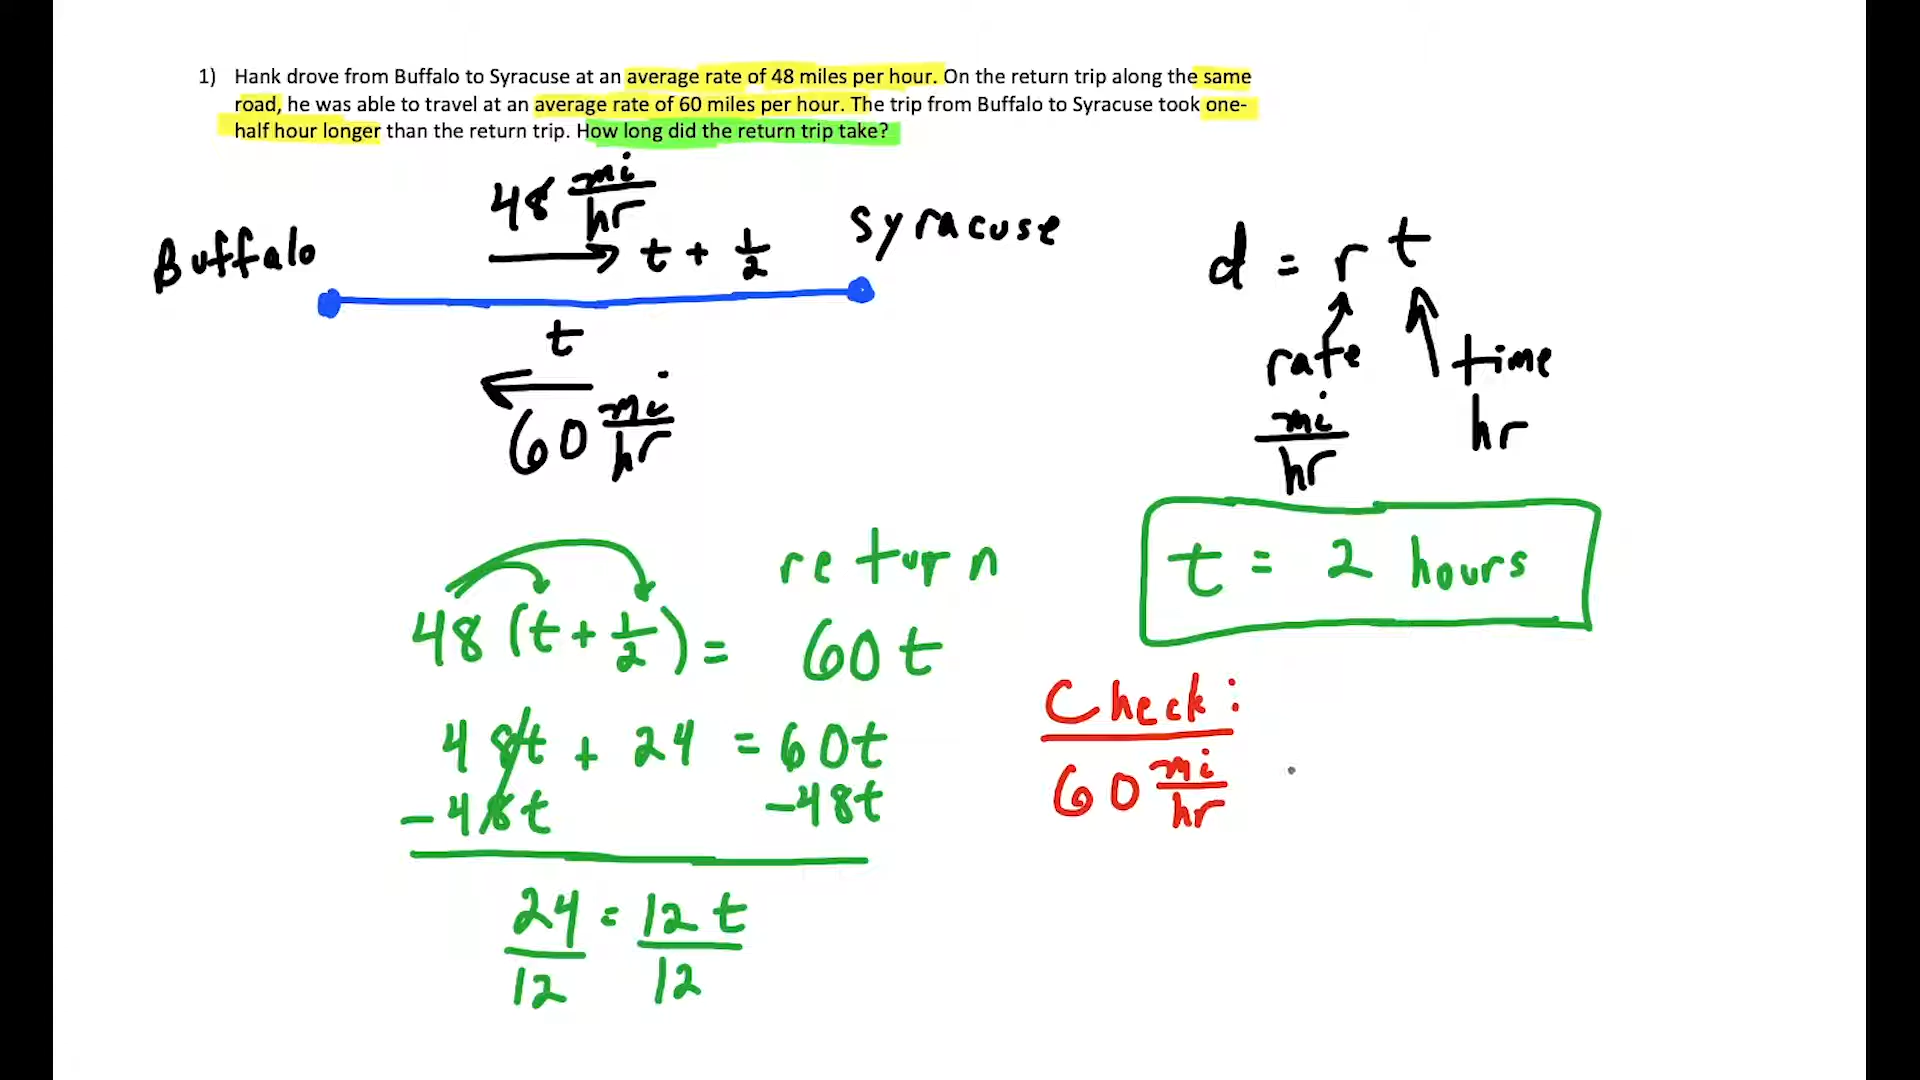 1) Hank drove from Buffalo to Syracuse at an average rate of 48 miles per hour. On the return trip along the same
road, he was able to travel at an average rate of 60 miles per hour. The trip from Buffalo to Syracuse took one-
half hour longer than the return trip. How long did the return trip take?
48 mi/hr
Buffalo
t + 1/2
Syracuse
t
60 mi/hr
d = r t
rate
time
mi/hr
hr
return
48 (t + 1/2) = 60t
48t + 24 = 60t
-48t -48t
24 = 12 t
12 12
t = 2 hours
Check:
60 mi/hr